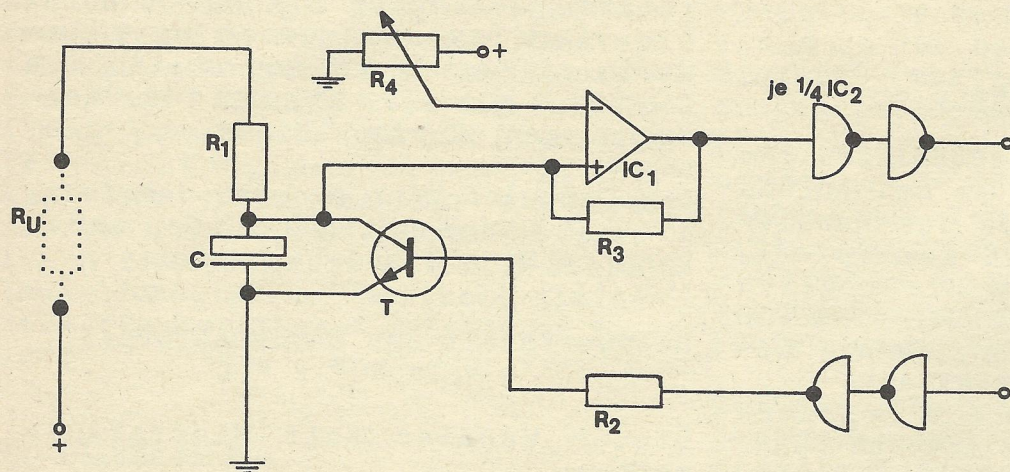 R4
+
je 1/4 IC2
R1
-
+
IC1
RU
R3
C
T
R2
+